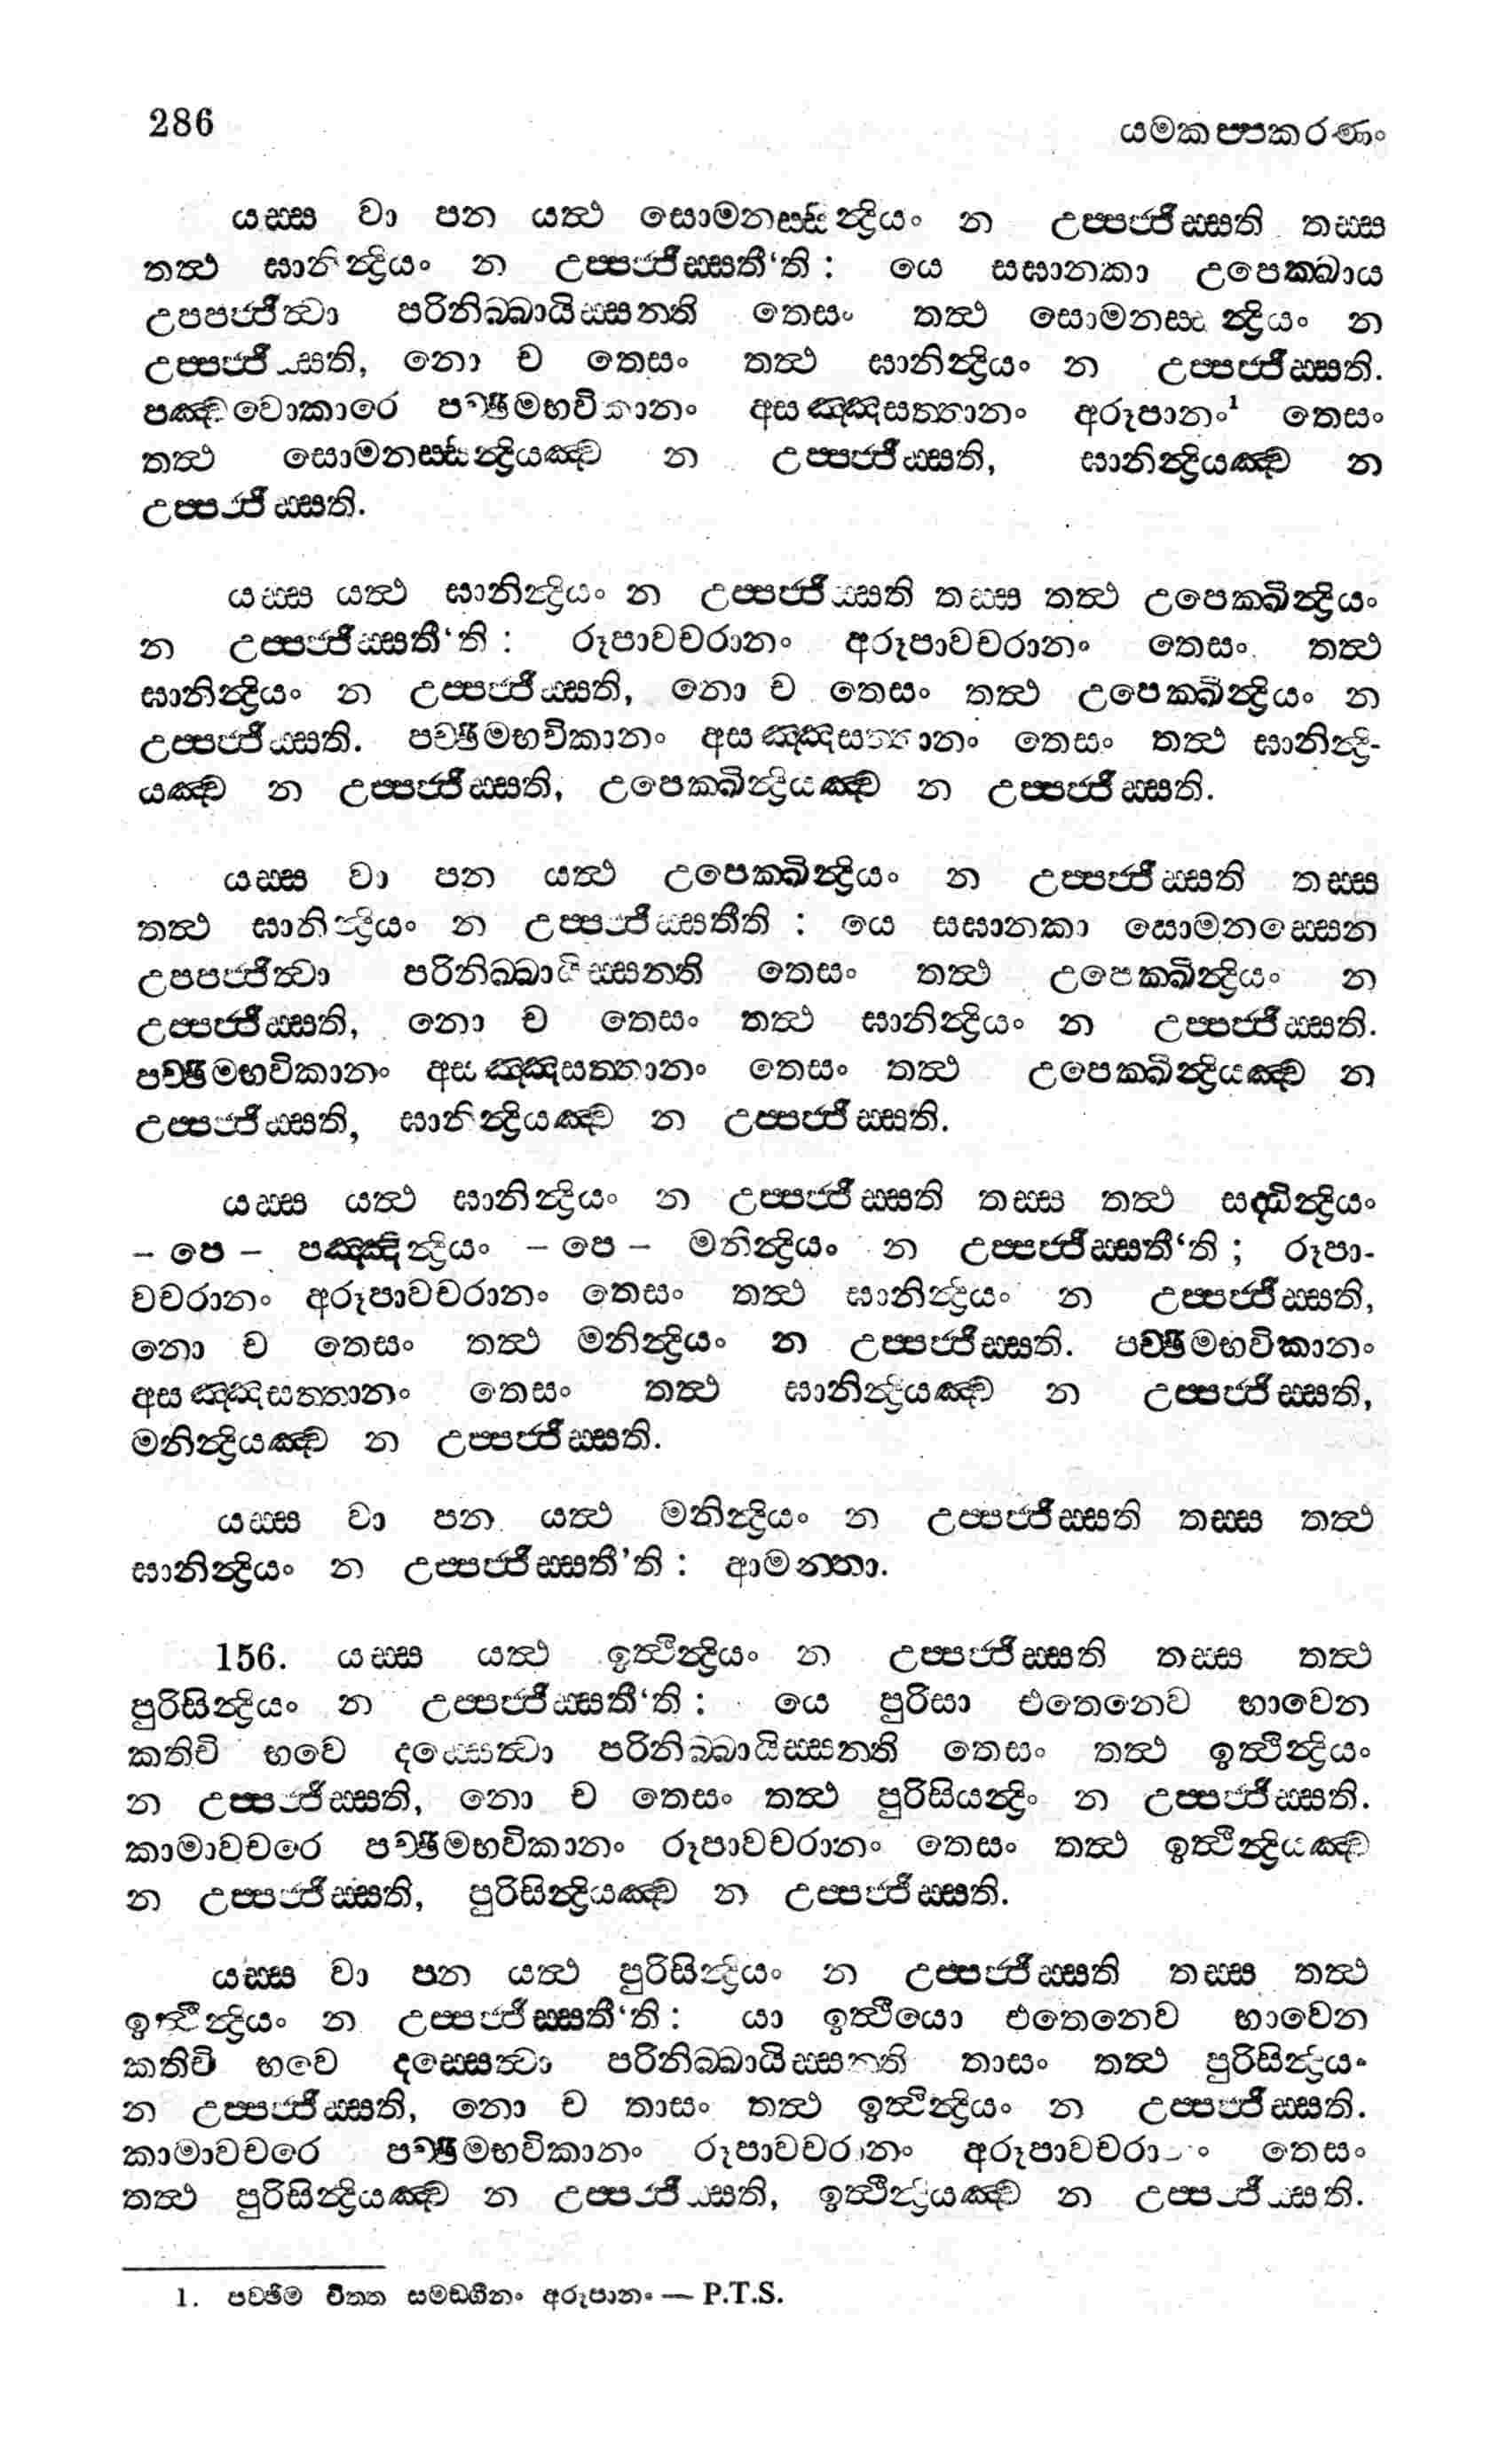 286
යමකප්පකරණං
යස්ස වා පන යත්ථ සොමනස්සින්ද්‍රියං න උප්පජ්ජිස්සති තස්ස
තත්ථ ඝානින්ද්‍රියං න උප්පජ්ජිස්සතී‘ති : යෙ සඝානකා උපෙක්ඛාය
උපපජ්ජිත්වා පරිනිබ්බායිස්සන්ති තෙසං තත්ථ සොමනස්සින්ද්‍රියං න
උප්පජ්ජිස්සති, නො ච තෙසං තත්ථ ඝානින්ද්‍රියං න උප්පජ්ජිස්සති.
පඤ්චවොකාරෙ පච්ඡිමභවිකානං අසඤ්ඤසත්තානං අරූපානං¹ තෙසං
තත්ථ සොමනස්සින්ද්‍රියඤ්ච න උප්පජ්ජිස්සති, ඝානින්ද්‍රියඤ්ච න
උප්පජ්ජිස්සති.
යස්ස යත්ථ ඝානින්ද්‍රියං න උප්පජ්ජිස්සති තස්ස තත්ථ උපෙක්ඛින්ද්‍රියං
න උප්පජ්ජිස්සතී‘ති : රූපාවචරානං අරූපාවචරානං තෙසං තත්ථ
ඝානින්ද්‍රියං න උප්පජ්ජිස්සති, නො ච තෙසං තත්ථ උපෙක්ඛින්ද්‍රියං න
උප්පජ්ජිස්සති. පච්ඡිමභවිකානං අසඤ්ඤසත්තානං තෙසං තත්ථ ඝානින්ද්‍රි-
යඤ්ච න උප්පජ්ජිස්සති, උපෙක්ඛින්ද්‍රියඤ්ච න උප්පජ්ජිස්සති.
යස්ස වා පන යත්ථ උපෙක්ඛින්ද්‍රියං න උප්පජ්ජිස්සති තස්ස
තත්ථ ඝානින්ද්‍රියං න උප්පජ්ජිස්සතීති : යෙ සඝානකා සොමනස්සෙන
උපපජ්ජිත්වා පරිනිබ්බායිස්සන්ති තෙසං තත්ථ උපෙක්ඛින්ද්‍රියං න
උප්පජ්ජිස්සති, නො ච තෙසං තත්ථ ඝානින්ද්‍රියං න උප්පජ්ජිස්සති.
පච්ඡිමභවිකානං අසඤ්ඤසත්තානං තෙසං තත්ථ උපෙක්ඛින්ද්‍රියඤ්ච න
උප්පජ්ජිස්සති, ඝානින්ද්‍රියඤ්ච න උප්පජ්ජිස්සති.
යස්ස යත්ථ ඝානින්ද්‍රියං න උප්පජ්ජිස්සති තස්ස තත්ථ සද්ධින්ද්‍රියං
– පෙ – පඤ්ඤින්ද්‍රියං – පෙ – මනින්ද්‍රියං න උප්පජ්ජිස්සතී‘ති ; රූපා-
වචරානං අරූපාවචරානං තෙසං තත්ථ ඝානින්ද්‍රියං න උප්පජ්ජිස්සති,
නො ච තෙසං තත්ථ මනින්ද්‍රියං න උප්පජ්ජිස්සති. පච්ඡිමභවිකානං
අසඤ්ඤසත්තානං තෙසං තත්ථ ඝානින්ද්‍රියඤ්ච න උප්පජ්ජිස්සති,
මනින්ද්‍රියඤ්ච න උප්පජ්ජිස්සති.
යස්ස වා පන යත්ථ මනින්ද්‍රියං න උප්පජ්ජිස්සති තස්ස තත්ථ
ඝානින්ද්‍රියං න උප්පජ්ජිස්සතී’ති : ආමන්තා.
156. යස්ස යත්ථ ඉත්ථින්ද්‍රියං න උප්පජ්ජිස්සති තස්ස තත්ථ
පුරිසින්ද්‍රියං න උප්පජ්ජිස්සතී‘ති : යෙ පුරිසා එතෙනෙව භාවෙන
කතිචි භවෙ දස්සෙත්වා පරිනිබ්බායිස්සන්ති තෙසං තත්ථ ඉත්ථින්ද්‍රියං
න උප්පජ්ජිස්සති, නො ච තෙසං තත්ථ පුරිසියන්ද්‍රිං න උප්පජ්ජිස්සති.
කාමාවචරෙ පච්ඡිමභවිකානං රූපාවචරානං තෙසං තත්ථ ඉත්ථින්ද්‍රියඤ්ච
න උප්පජ්ජිස්සති, පුරිසින්ද්‍රියඤ්ච න උප්පජ්ජිස්සති.
යස්ස වා පන යත්ථ පුරිසින්ද්‍රියං න උප්පජ්ජිස්සති තස්ස තත්ථ
ඉත්ථින්ද්‍රියං න උප්පජ්ජිස්සතී‘ති : යා ඉත්ථියො එතෙනෙව භාවෙන
කතිචි භවෙ දස්සෙත්වා පරිනිබ්බායිස්සන්ති තාසං තත්ථ පුරිසින්ද්‍රියං
න උප්පජ්ජිස්සති, නො ච තාසං තත්ථ ඉත්ථින්ද්‍රියං න උප්පජ්ජිස්සති.
කාමාවචරෙ පච්ඡිමභවිකානං රූපාවචරානං අරූපාවචරානං තෙසං
තත්ථ පුරිසින්ද්‍රියඤ්ච න උප්පජ්ජිස්සති, ඉත්ථින්ද්‍රියඤ්ච න උප්පජ්ජිස්සති.
1. පච්ඡිම චිත්ත සමඞ්ගීනං අරූපානං — P.T.S.